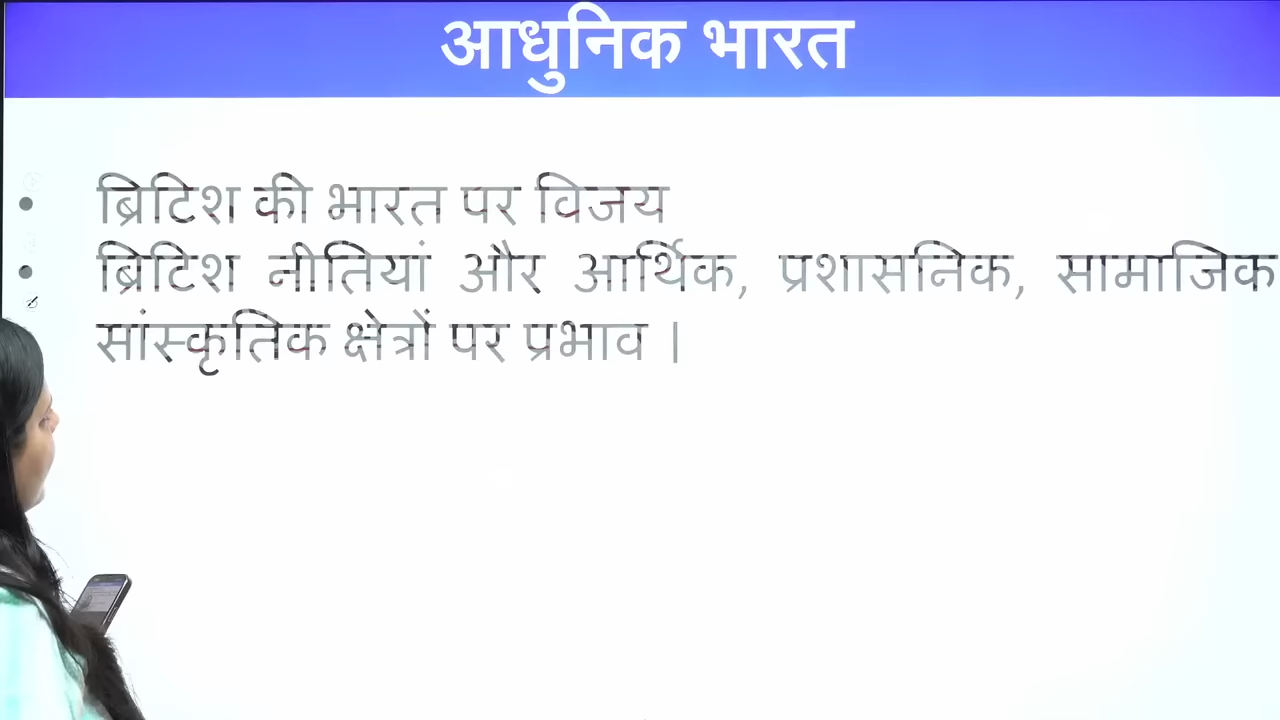 आधुनिक भारत
ब्रिटिश की भारत पर विजय
ब्रिटिश नीतियां और आर्थिक, प्रशासनिक, सामाजिक
सांस्कृतिक क्षेत्रों पर प्रभाव ।